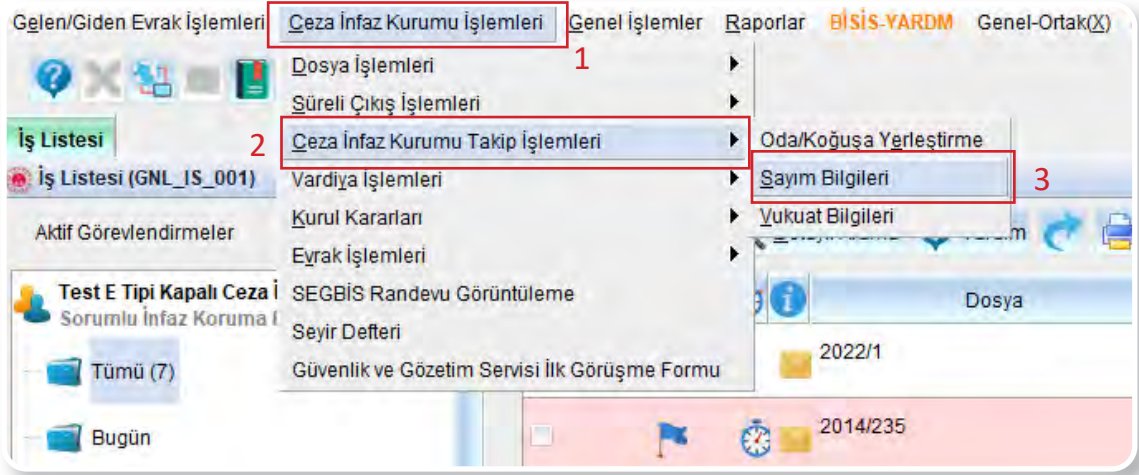 Gelen/Giden Evrak İşlemleri Ceza İnfaz Kurumu İşlemleri Genel İşlemler Raporlar BİSİS-YARDM Genel-Ortak(X)
1
Dosya İşlemleri
Süreli Çıkış İşlemleri
İş Listesi
2 Ceza İnfaz Kurumu Takip İşlemleri
Oda/Koğuşa Yerleştirme
İş Listesi (GNL_IS_001)
Vardiya İşlemleri
Sayım Bilgileri 3
Kurul Kararları
Vukuat Bilgileri
Aktif Görevlendirmeler
Evrak İşlemleri
Test E Tipi Kapalı Ceza İ
SEGBİS Randevu Görüntüleme
Dosya
Sorumlu İnfaz Koruma
Seyir Defteri
2022/1
Tümü (7)
Güvenlik ve Gözetim Servisi İlk Görüşme Formu
2014/235
Bugün